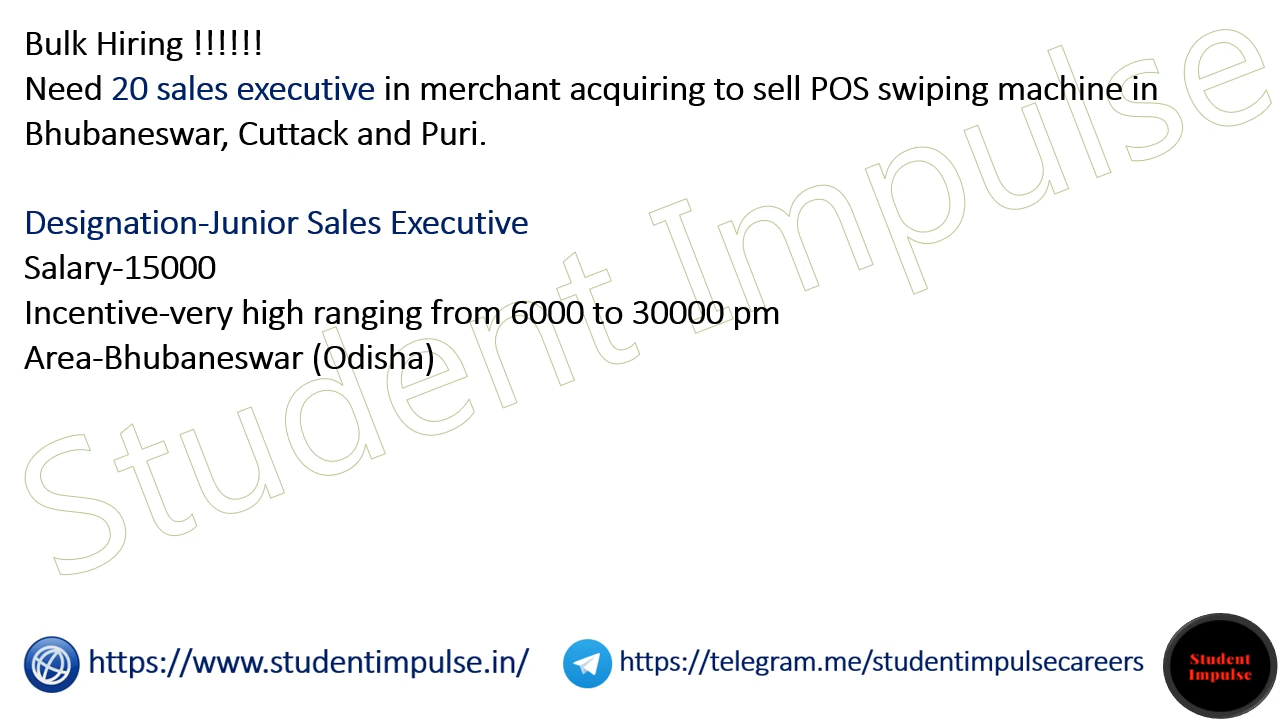 Bulk Hiring !!!!!!
Need 20 sales executive in merchant acquiring to sell POS swiping machine in
Bhubaneswar, Cuttack and Puri.
Designation-Junior Sales Executive
Salary-15000
Incentive-very high ranging from 6000 to 30000 pm
Area-Bhubaneswar (Odisha)
Student Impulse
https://www.studentimpulse.in/
https://telegram.me/studentimpulsecareers
Student
Impulse